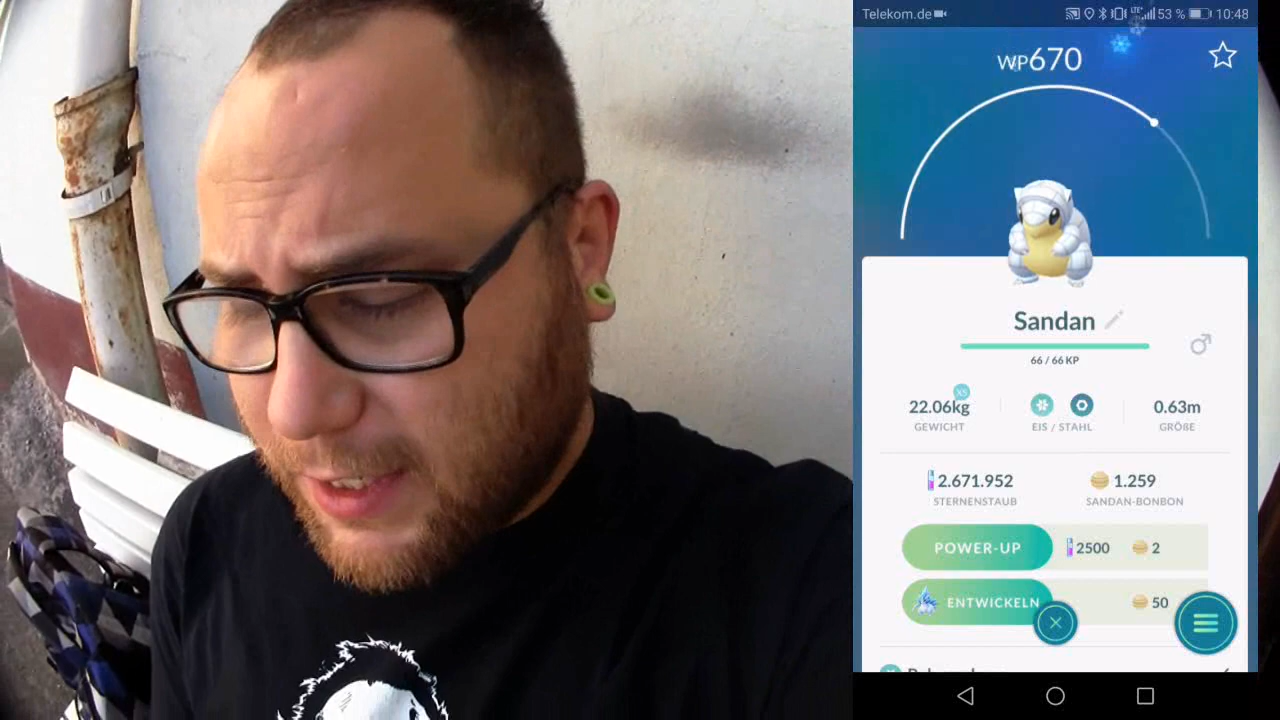 Telekom.de
53 % 10:48
WP670
Sandan
66 / 66 KP
XS
22.06kg
GEWICHT
EIS / STAHL
0.63m
GRÖßE
2.671.952
STERNENSTAUB
1.259
SANDAN-BONBON
POWER-UP 2500 2
ENTWICKELN 50